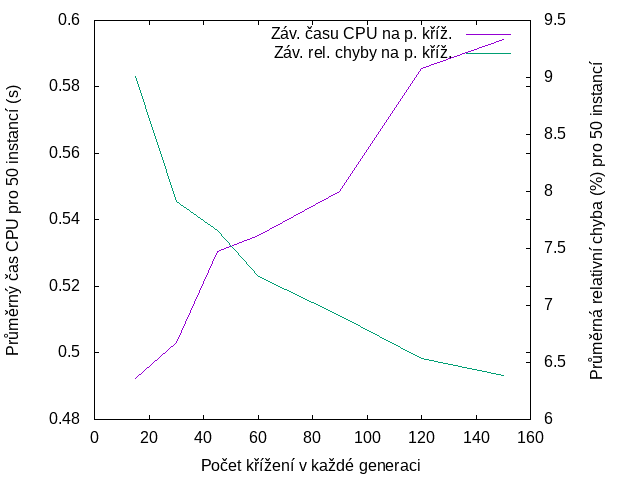 Záv. času CPU na p. kříž.
Záv. rel. chyby na p. kříž.
Průměrný čas CPU pro 50 instancí (s)
0.6
0.58
0.56
0.54
0.52
0.5
0.48
9.5
9
8.5
8
7.5
7
6.5
6
Průměrná relativní chyba (%) pro 50 instancí
0 20 40 60 80 100 120 140 160
Počet křížení v každé generaci